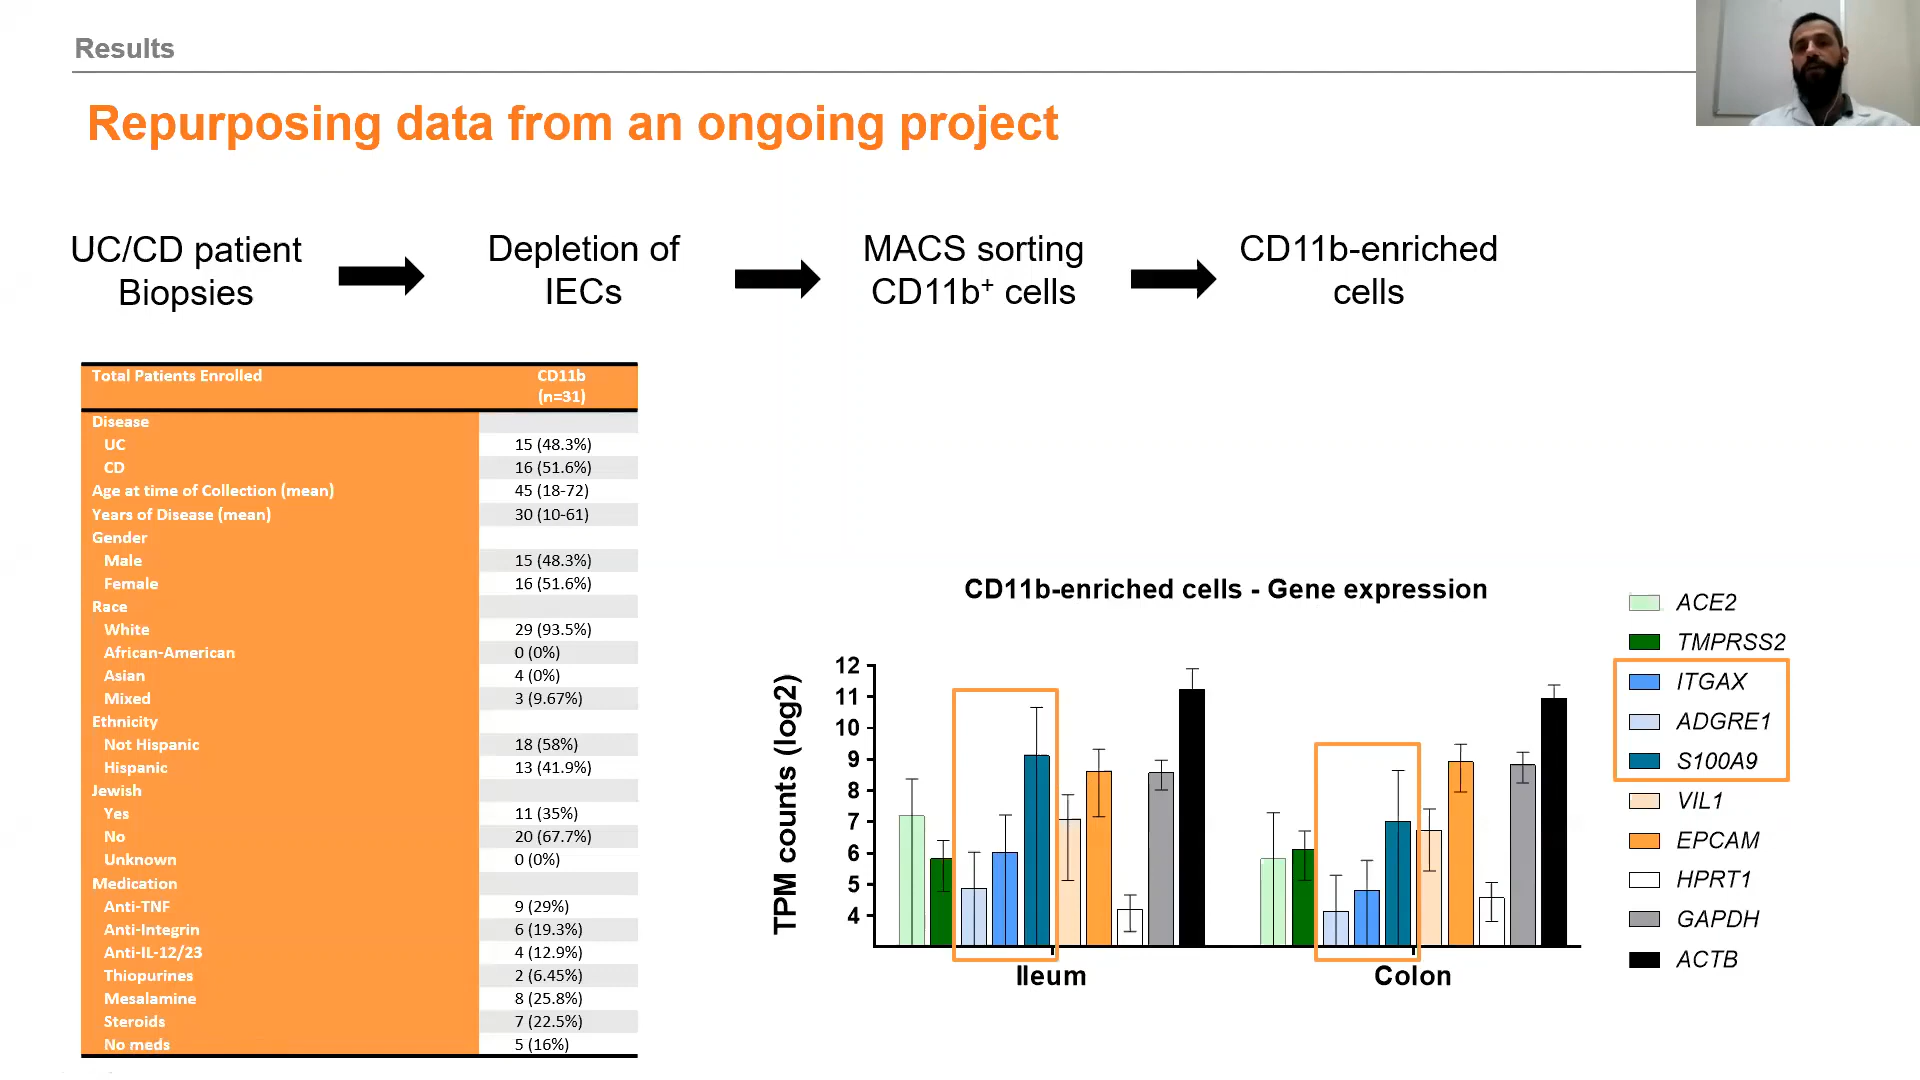 Results
Repurposing data from an ongoing project
UC/CD patient
Biopsies
Depletion of
IECs
MACS sorting
CD11b⁺ cells
CD11b-enriched
cells
Total Patients Enrolled CD11b
(n=31)
Disease
UC 15 (48.3%)
CD 16 (51.6%)
Age at time of Collection (mean) 45 (18-72)
Years of Disease (mean) 30 (10-61)
Gender
Male 15 (48.3%)
Female 16 (51.6%)
Race
White 29 (93.5%)
African-American 0 (0%)
Asian 4 (0%)
Mixed 3 (9.67%)
Ethnicity
Not Hispanic 18 (58%)
Hispanic 13 (41.9%)
Jewish
Yes 11 (35%)
No 20 (67.7%)
Unknown 0 (0%)
Medication
Anti-TNF 9 (29%)
Anti-Integrin 6 (19.3%)
Anti-IL-12/23 4 (12.9%)
Thiopurines 2 (6.45%)
Mesalamine 8 (25.8%)
Steroids 7 (22.5%)
No meds 5 (16%)
CD11b-enriched cells - Gene expression
TPM counts (log2)
12
11
10
9
8
7
6
5
4
Ileum
Colon
ACE2
TMPRSS2
ITGAX
ADGRE1
S100A9
VIL1
EPCAM
HPRT1
GAPDH
ACTB